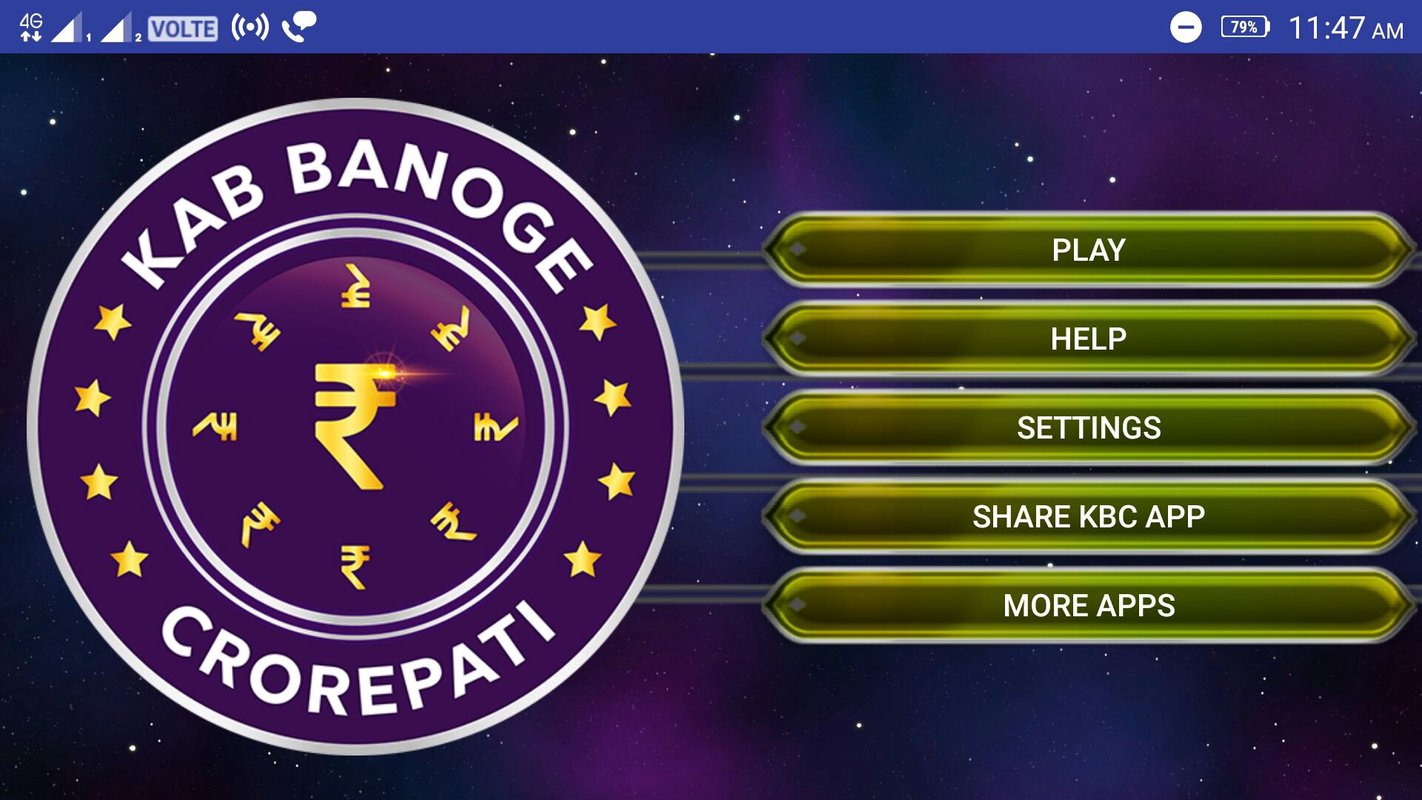 4G 1 2 VOLTE 79% 11:47 AM
KAB BANOGE
CROREPATI
₹
PLAY
HELP
SETTINGS
SHARE KBC APP
MORE APPS